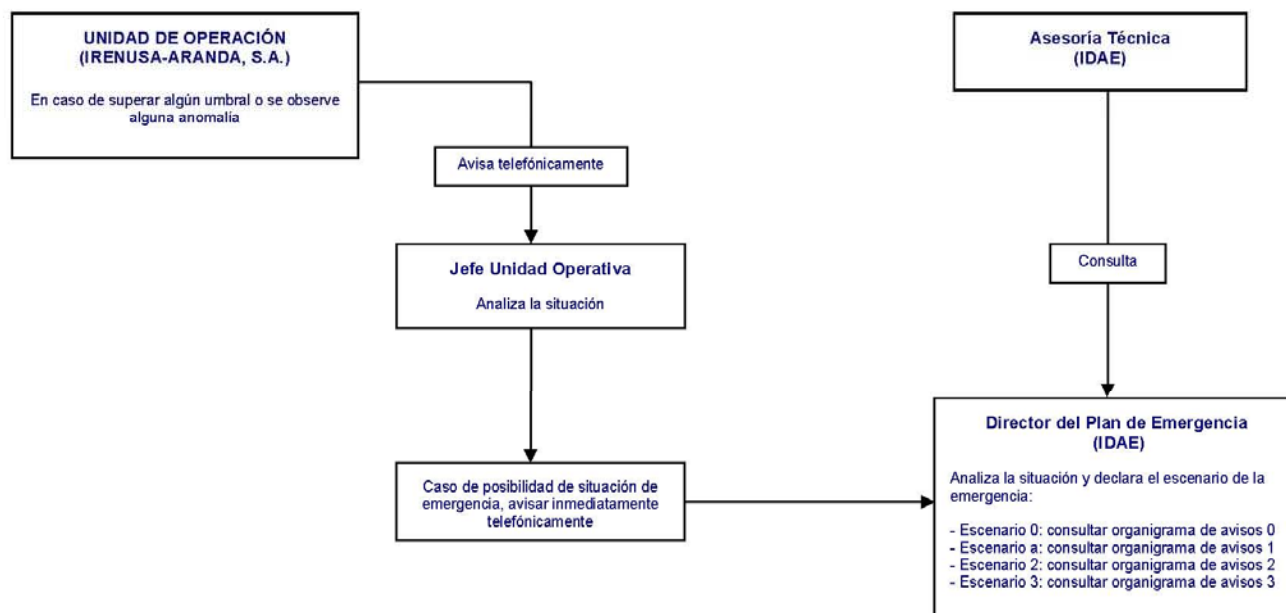 UNIDAD DE OPERACIÓN
(IRENUSA-ARANDA, S.A.)
En caso de superar algún umbral o se observe
alguna anomalía
Asesoría Técnica
(IDAE)
Avisa telefónicamente
Jefe Unidad Operativa
Analiza la situación
Consulta
Caso de posibilidad de situación de
emergencia, avisar inmediatamente
telefónicamente
Director del Plan de Emergencia
(IDAE)
Analiza la situación y declara el escenario de la
emergencia:
- Escenario 0: consultar organigrama de avisos 0
- Escenario a: consultar organigrama de avisos 1
- Escenario 2: consultar organigrama de avisos 2
- Escenario 3: consultar organigrama de avisos 3